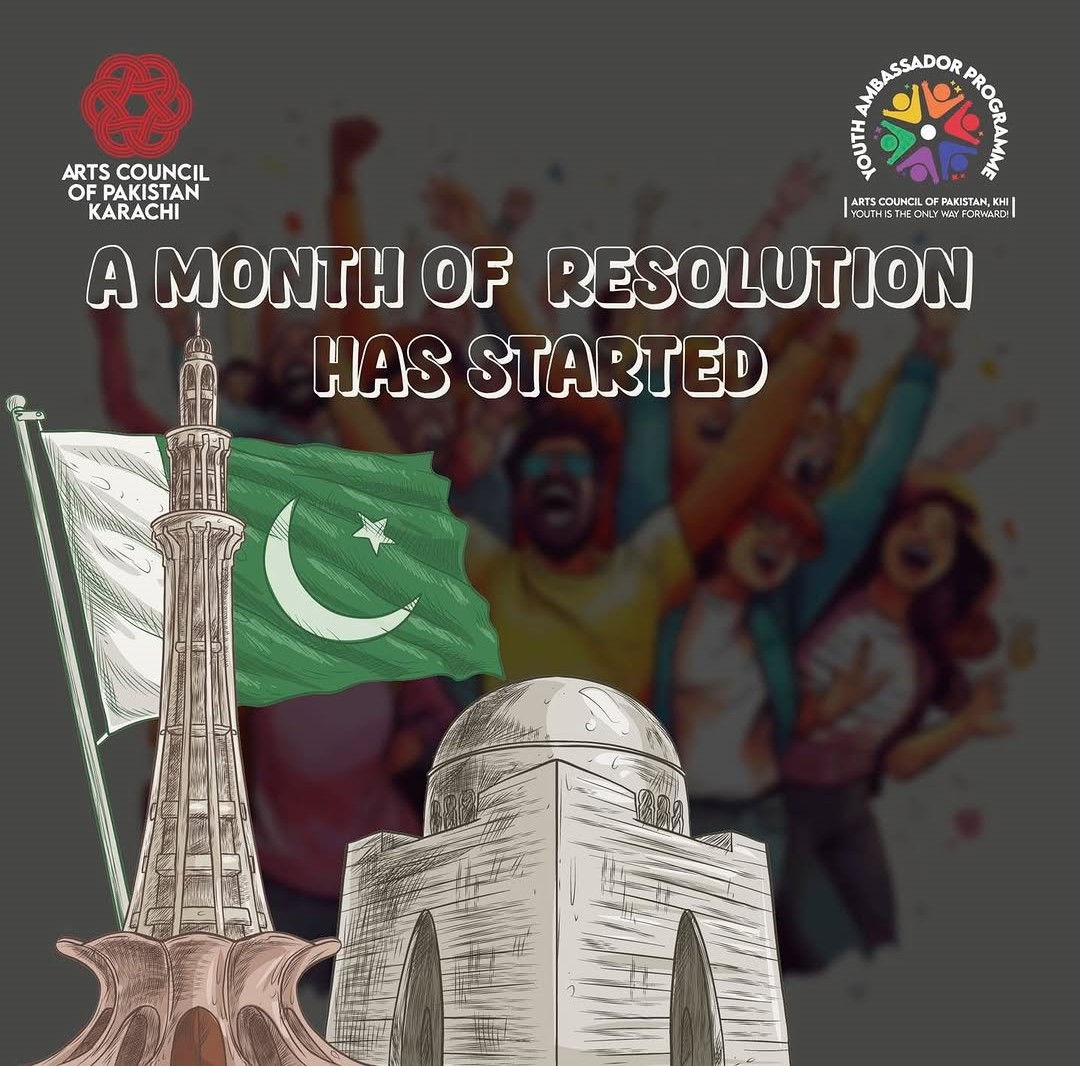 ARTS COUNCIL
OF PAKISTAN
KARACHI
YOUTH AMBASSADOR PROGRAMME
ARTS COUNCIL OF PAKISTAN, KHI
YOUTH IS THE ONLY WAY FORWARD!
A MONTH OF RESOLUTION
HAS STARTED